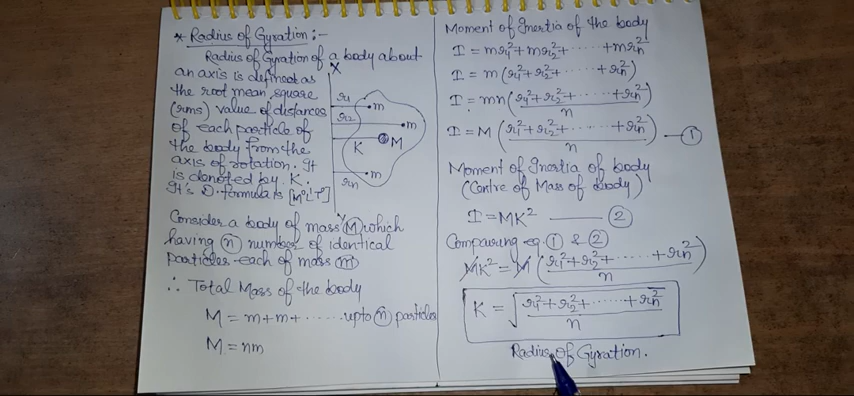 * Radius of Gyration :-
Radius of Gyration of a body about
an axis is defined as
the root mean square
(rms) value of distances
of each particle of
the body from the
axis of rotation. It
is denoted by K.
It's D. formula is [M⁰L¹T⁰]
X
r₁
m
r₂
m
K
M
rₙ
m
Y
Consider a body of mass (M) which
having (n) number of identical
particles each of mass (m)
∴ Total Mass of the body
M = m+m+ ...... upto (n) particles
M = nm
Moment of Inertia of the body
I = mr₁²+mr₂²+ ...... +mrₙ²
I = m (r₁²+r₂²+ ...... +rₙ²)
I = mn (r₁²+r₂²+ ...... +rₙ²)
n
I = M (r₁²+r₂²+ ...... +rₙ²) — ①
n
Moment of Inertia of body
(Centre of Mass of body)
I = MK² —— ②
Comparing eq. ① & ②
MK² = M (r₁²+r₂²+ ...... +rₙ²)
n
K = √r₁²+r₂²+ ...... +rₙ²
n
Radius of Gyration.